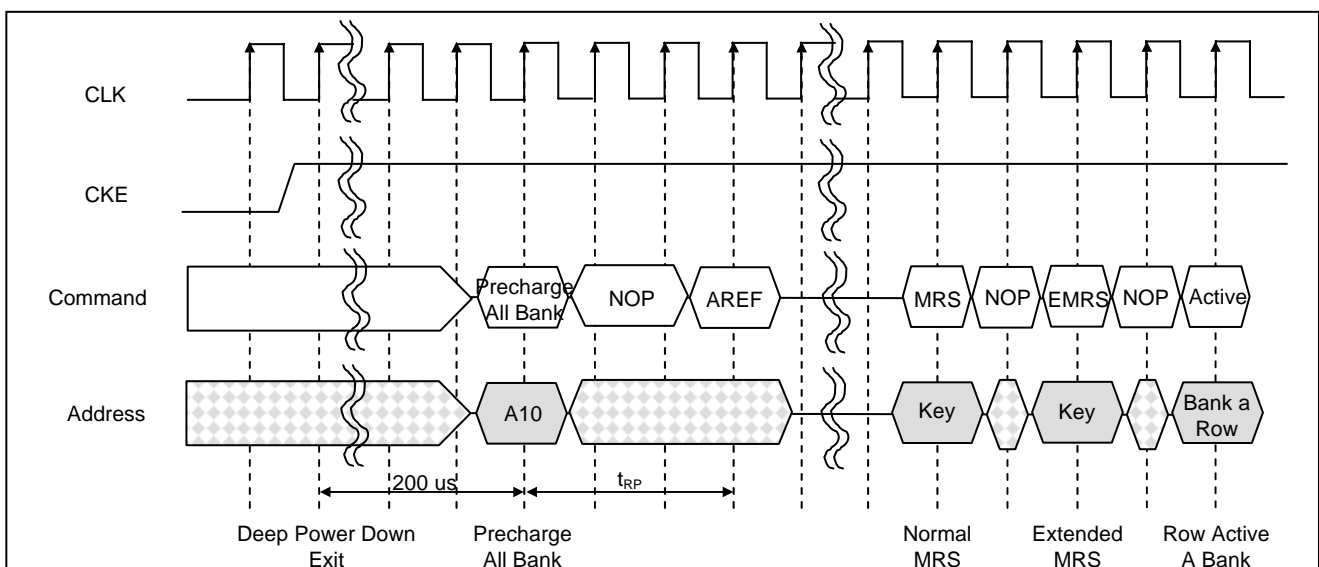 CLK
CKE
Command
Precharge
All Bank
NOP
AREF
MRS
NOP
EMRS
NOP
Active
Address
A10
Key
Key
Bank a
Row
200 us
tRP
Deep Power Down
Exit
Precharge
All Bank
Normal
MRS
Extended
MRS
Row Active
A Bank